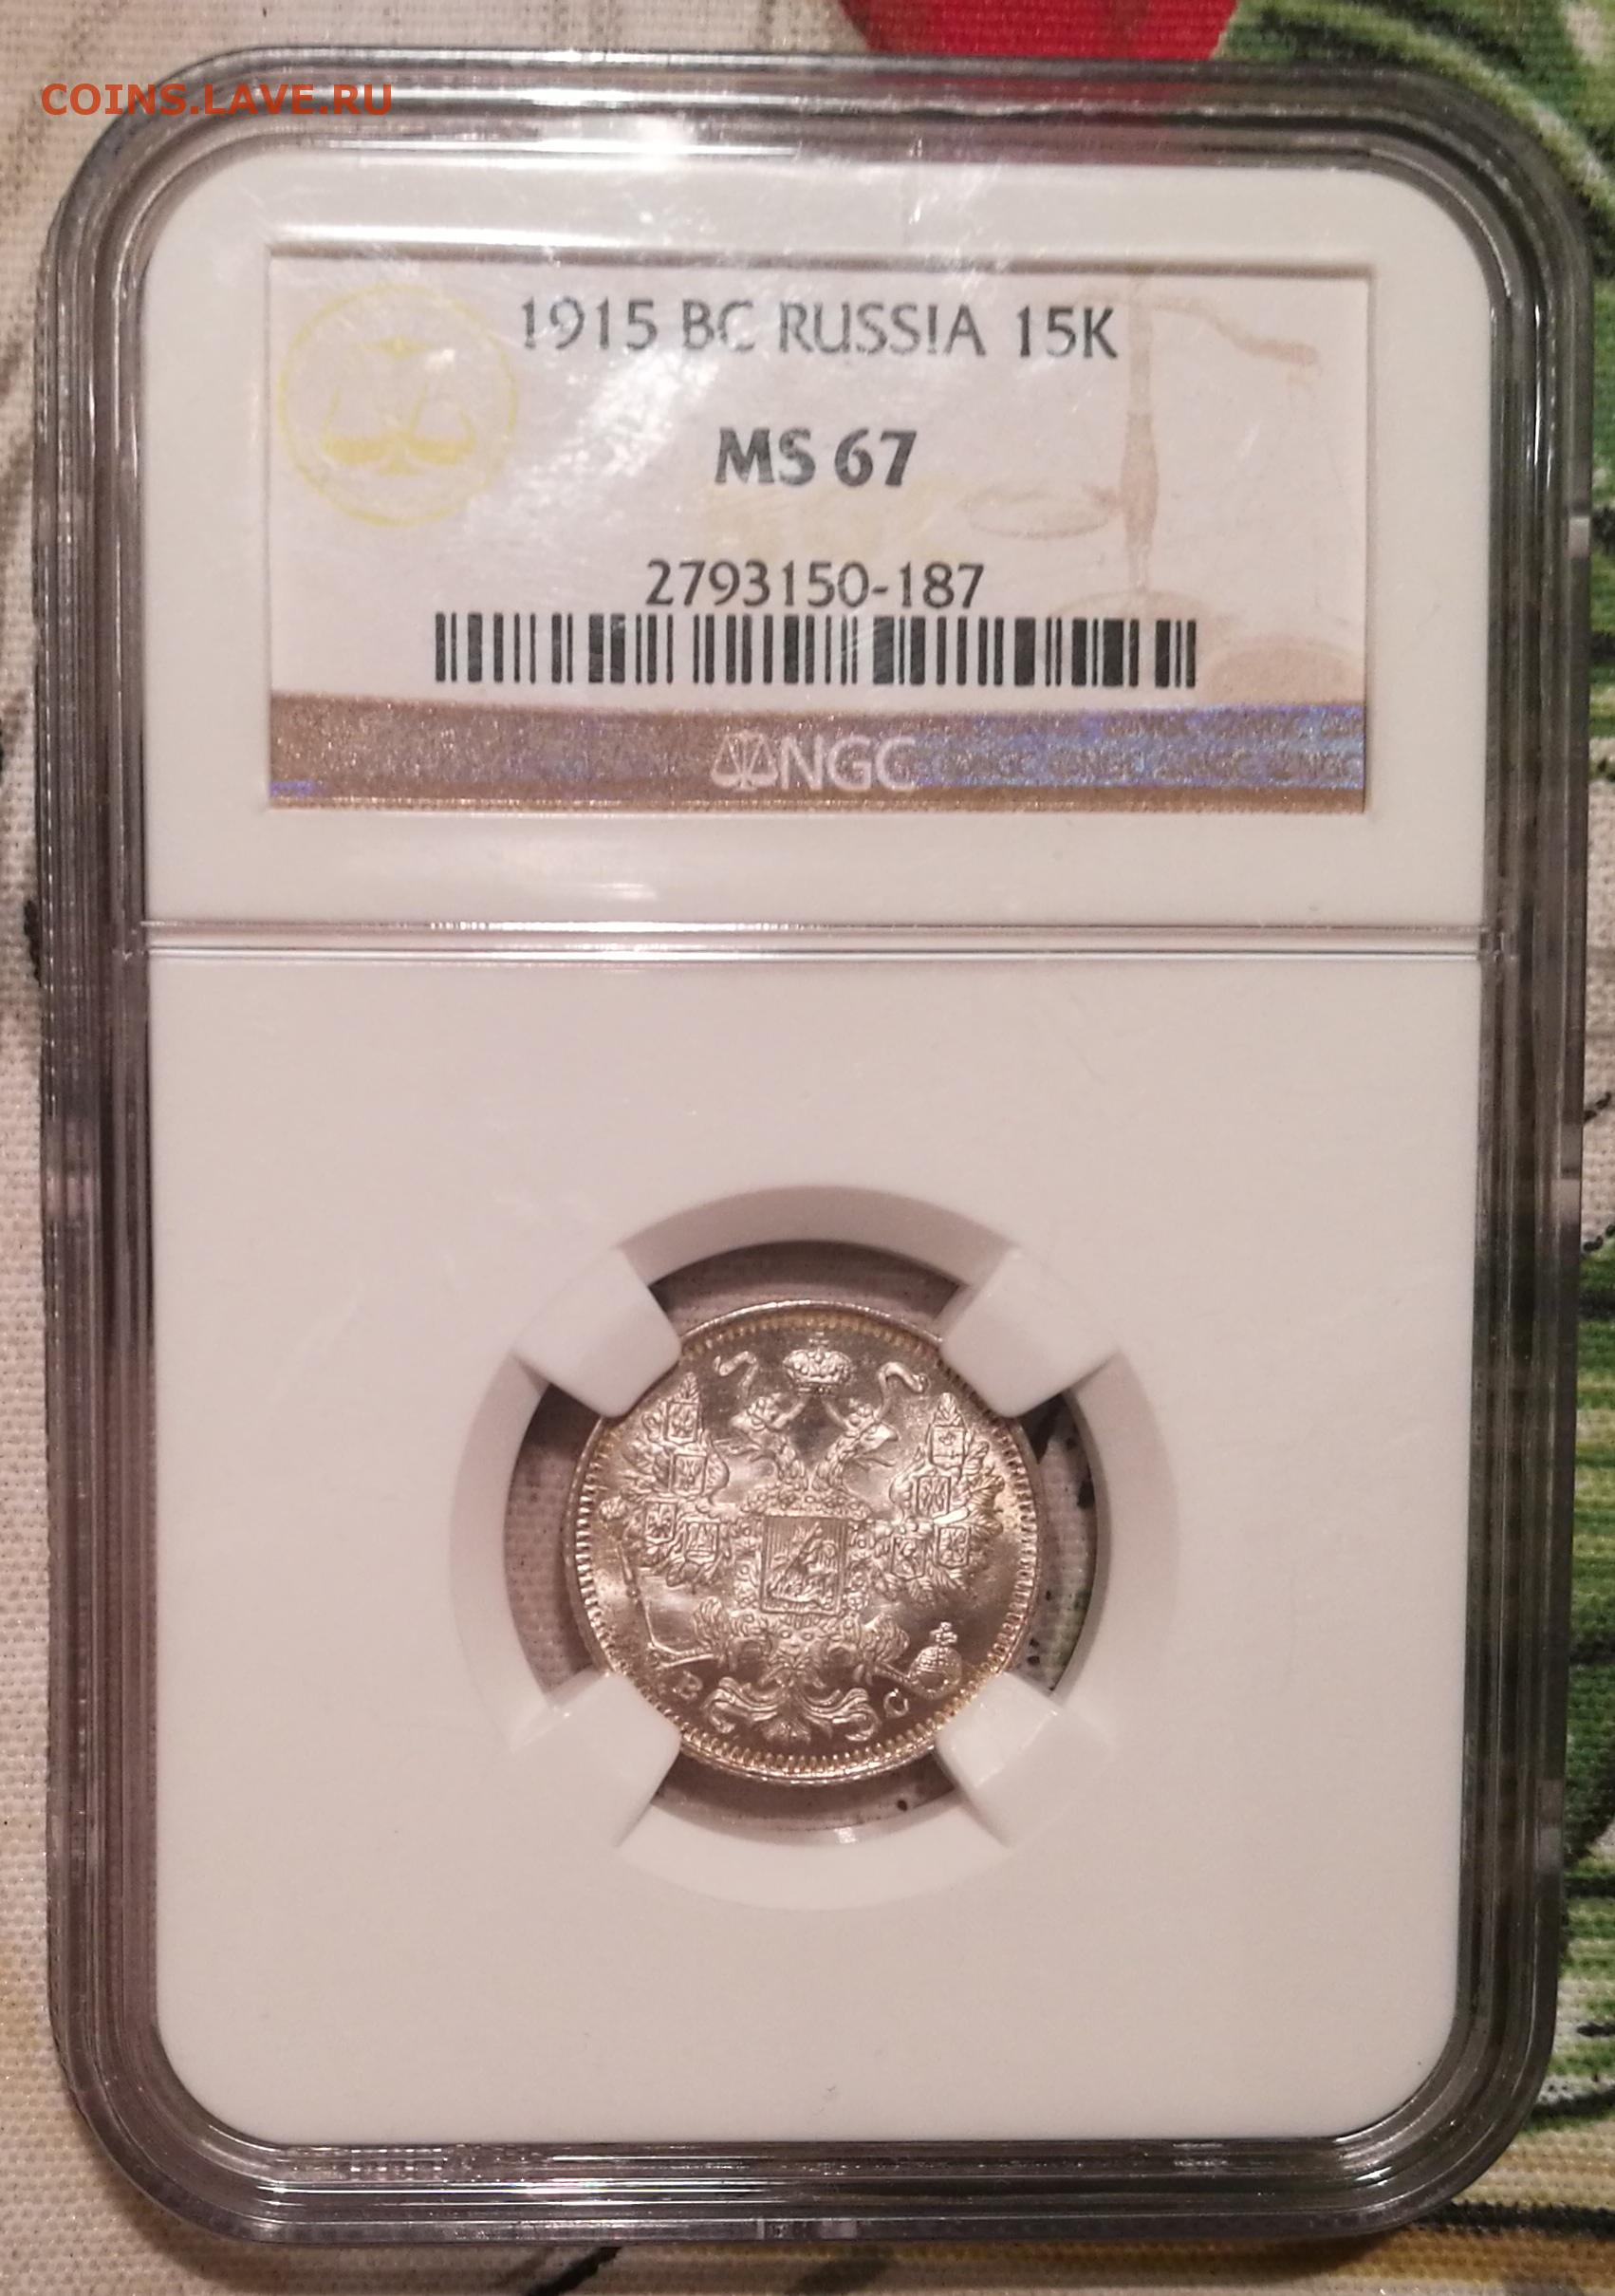 COINS.LAVE.RU
1915 BC RUSSIA 15K
MS 67
2793150-187
NGC
В С